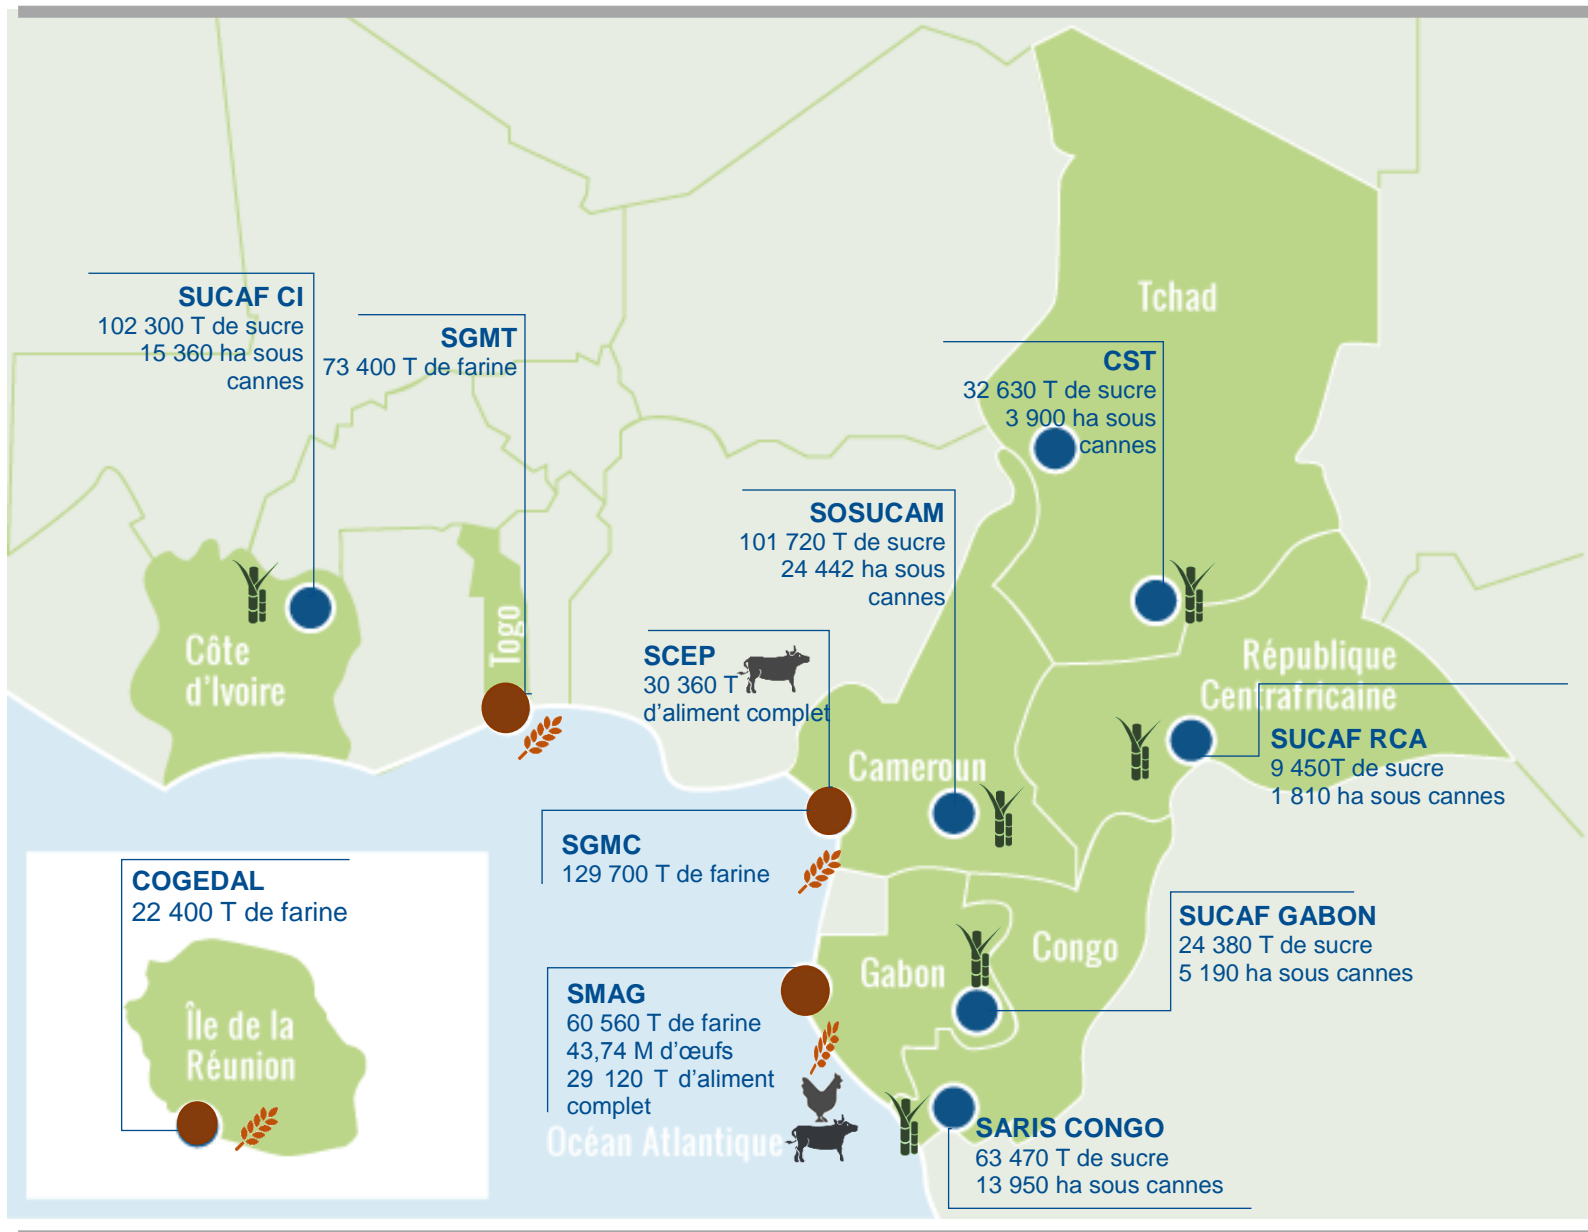 Tchad
SUCAF CI
102 300 T de sucre
15 360 ha sous
cannes
SGMT
73 400 T de farine
CST
32 630 T de sucre
3 900 ha sous
cannes
SOSUCAM
101 720 T de sucre
24 442 ha sous
cannes
Togo
Côte
d'Ivoire
SCEP
30 360 T
d'aliment complet
République
Centrafricaine
SUCAF RCA
9 450T de sucre
1 810 ha sous cannes
Cameroun
SGMC
129 700 T de farine
COGEDAL
22 400 T de farine
Île de la
Réunion
SUCAF GABON
24 380 T de sucre
5 190 ha sous cannes
Congo
Gabon
SMAG
60 560 T de farine
43,74 M d'œufs
29 120 T d'aliment
complet
Océan Atlantique
SARIS CONGO
63 470 T de sucre
13 950 ha sous cannes